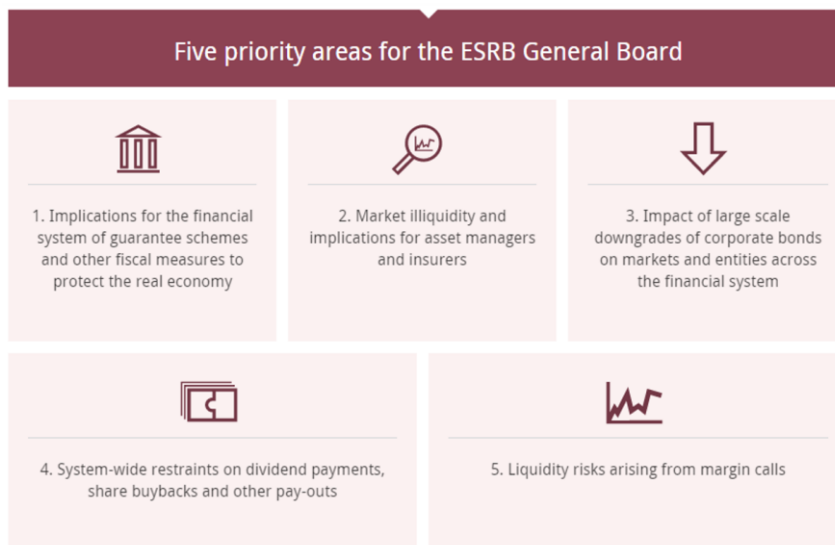 Five priority areas for the ESRB General Board
1. Implications for the financial
system of guarantee schemes
and other fiscal measures to
protect the real economy
2. Market illiquidity and
implications for asset managers
and insurers
3. Impact of large scale
downgrades of corporate bonds
on markets and entities across
the financial system
4. System-wide restraints on dividend payments,
share buybacks and other pay-outs
5. Liquidity risks arising from margin calls